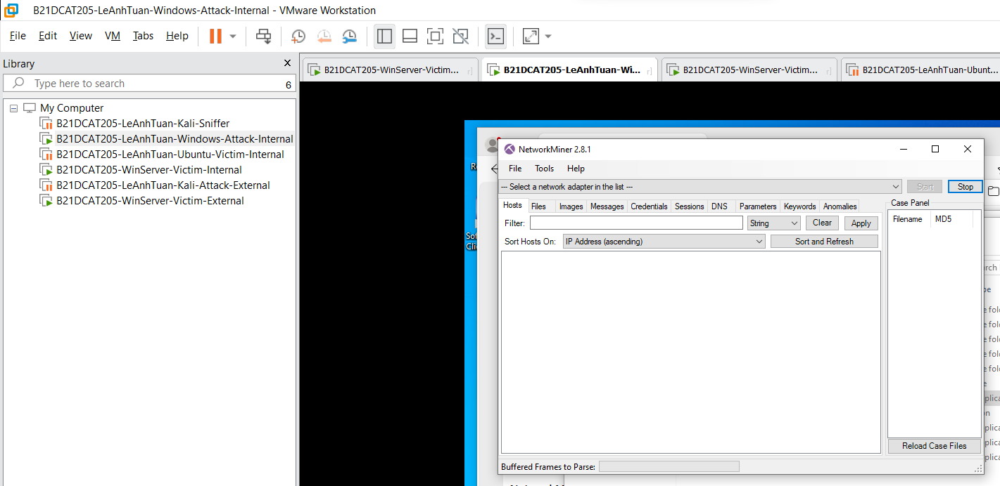 B21DCAT205-LeAnhTuan-Windows-Attack-Internal - VMware Workstation
File Edit View VM Tabs Help
Library
Type here to search
6
My Computer
B21DCAT205-LeAnhTuan-Kali-Sniffer
B21DCAT205-LeAnhTuan-Windows-Attack-Internal
B21DCAT205-LeAnhTuan-Ubuntu-Victim-Internal
B21DCAT205-WinServer-Victim-Internal
B21DCAT205-LeAnhTuan-Kali-Attack-External
B21DCAT205-WinServer-Victim-External
B21DCAT205-WinServer-Victim... B21DCAT205-LeAnhTuan-Wi... B21DCAT205-WinServer-Victim... B21DCAT205-LeAnhTuan-Ubunt...
NetworkMiner 2.8.1
File Tools Help
--- Select a network adapter in the list ---
Start Stop
Hosts Files Images Messages Credentials Sessions DNS Parameters Keywords Anomalies
Filter: String Clear Apply
Sort Hosts On: IP Address (ascending) Sort and Refresh
Case Panel
Filename MD5
Reload Case Files
Buffered Frames to Parse: